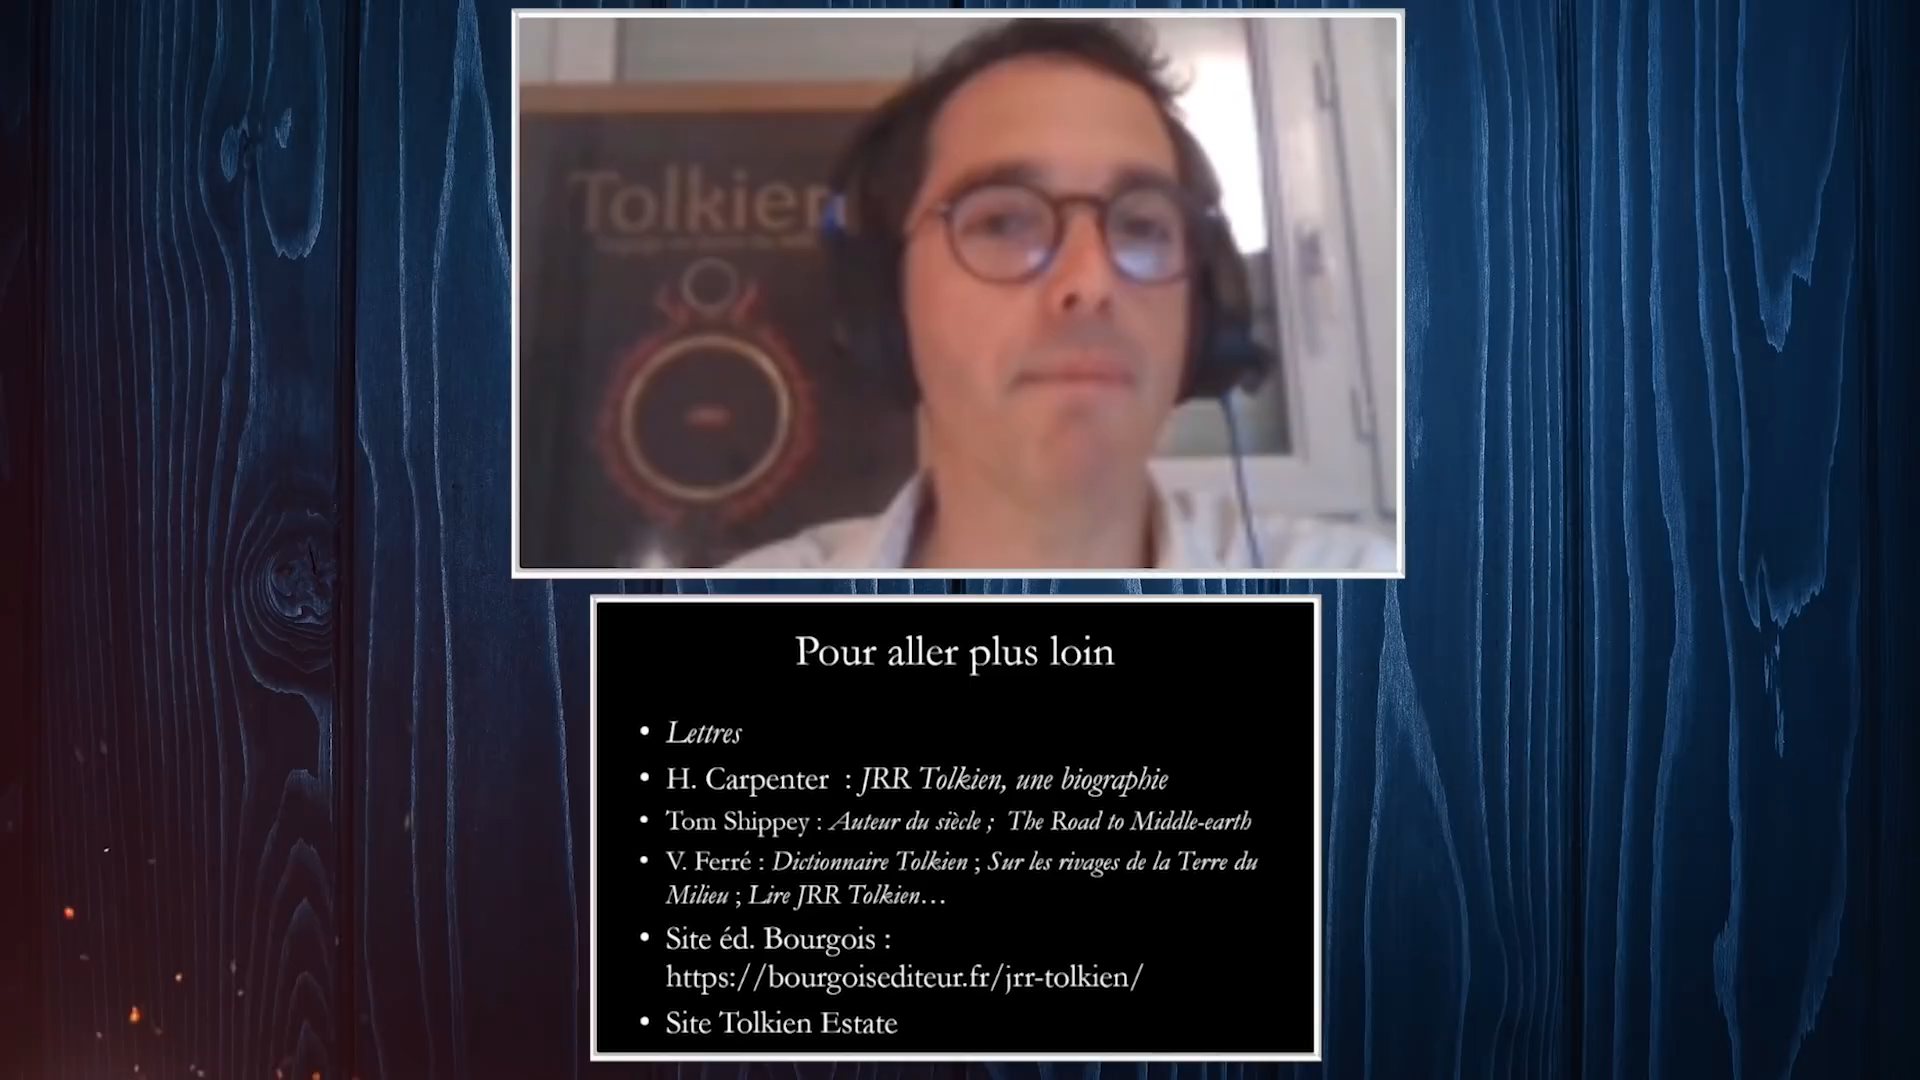 Tolkien
Pour aller plus loin
• Lettres
• H. Carpenter : JRR Tolkien, une biographie
• Tom Shippey : Auteur du siècle ; The Road to Middle-earth
• V. Ferré : Dictionnaire Tolkien ; Sur les rivages de la Terre du
Milieu ; Lire JRR Tolkien…
• Site éd. Bourgois :
https://bourgoisediteur.fr/jrr-tolkien/
• Site Tolkien Estate